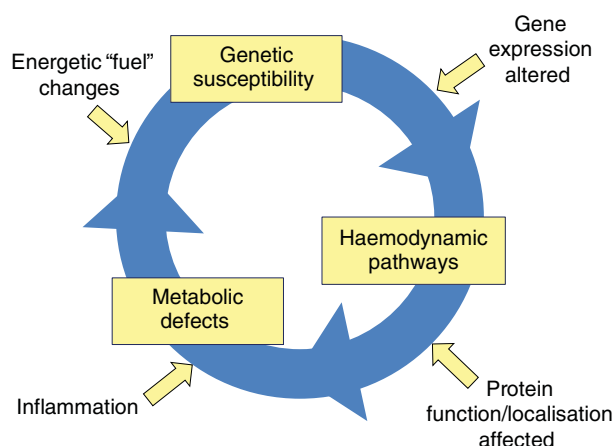 Genetic
susceptibility
Gene
expression
altered
Energetic “fuel”
changes
Haemodynamic
pathways
Metabolic
defects
Inflammation
Protein
function/localisation
affected